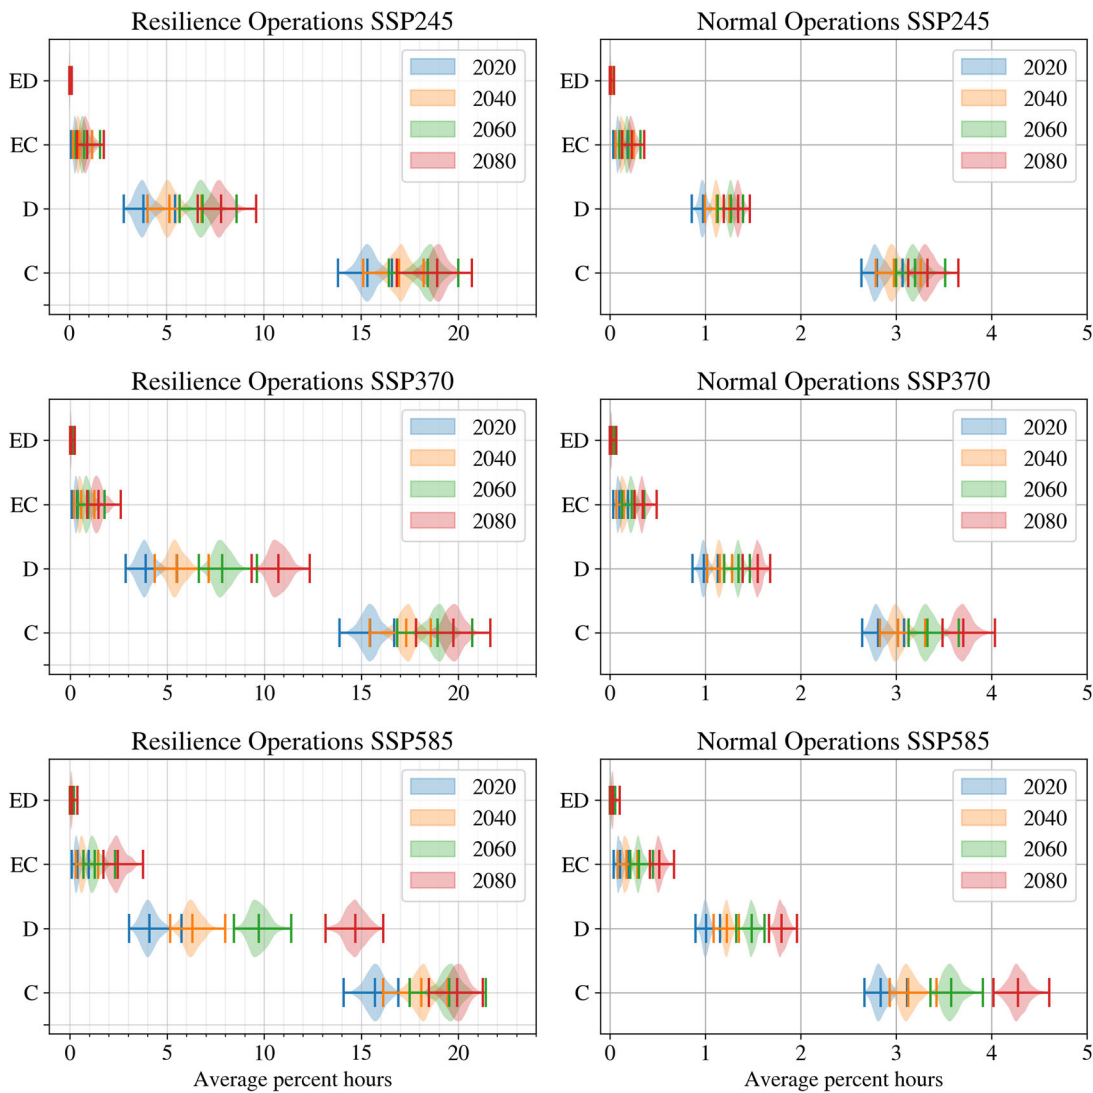 Resilience Operations SSP245
ED
EC
D
C
2020
2040
2060
2080
0 5 10 15 20
Normal Operations SSP245
ED
EC
D
C
2020
2040
2060
2080
0 1 2 3 4 5
Resilience Operations SSP370
ED
EC
D
C
2020
2040
2060
2080
0 5 10 15 20
Normal Operations SSP370
ED
EC
D
C
2020
2040
2060
2080
0 1 2 3 4 5
Resilience Operations SSP585
ED
EC
D
C
2020
2040
2060
2080
0 5 10 15 20
Average percent hours
Normal Operations SSP585
ED
EC
D
C
2020
2040
2060
2080
0 1 2 3 4 5
Average percent hours